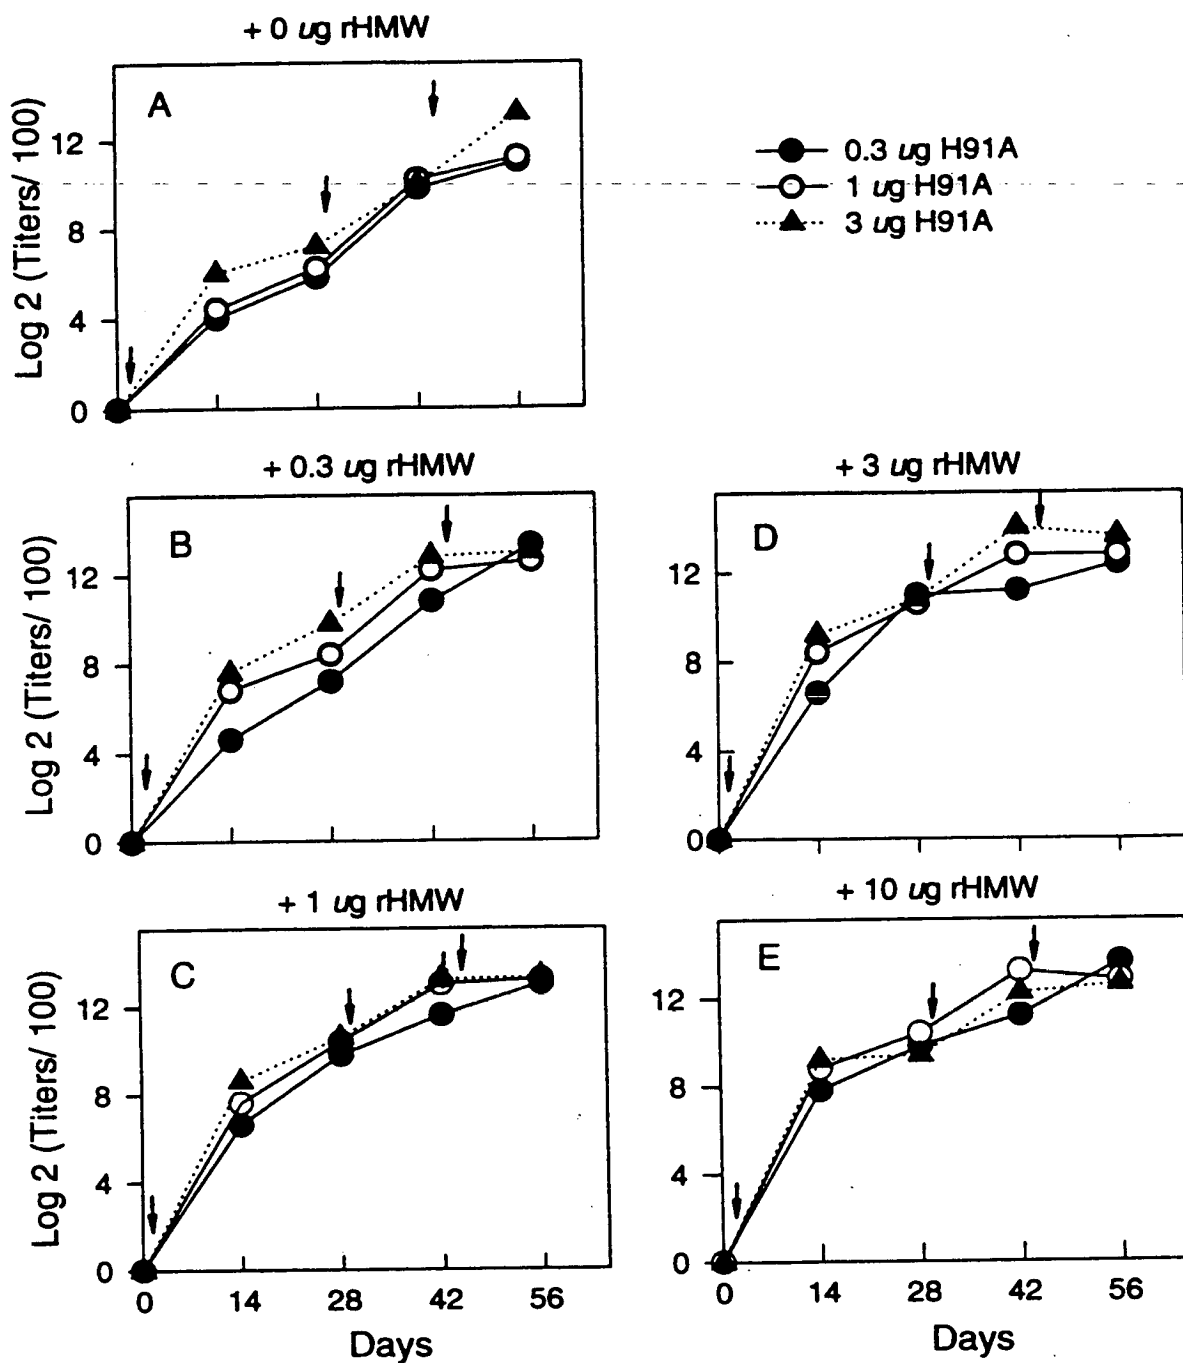 + 0 ug rHMW
A
Log 2 (Titers/ 100)
12
8
4
0
0.3 ug H91A
1 ug H91A
3 ug H91A
+ 0.3 ug rHMW
B
Log 2 (Titers/ 100)
12
8
4
0
+ 3 ug rHMW
D
12
8
4
0
+ 1 ug rHMW
C
Log 2 (Titers/ 100)
12
8
4
0
0 14 28 42 56
Days
+ 10 ug rHMW
E
12
8
4
0
0 14 28 42 56
Days